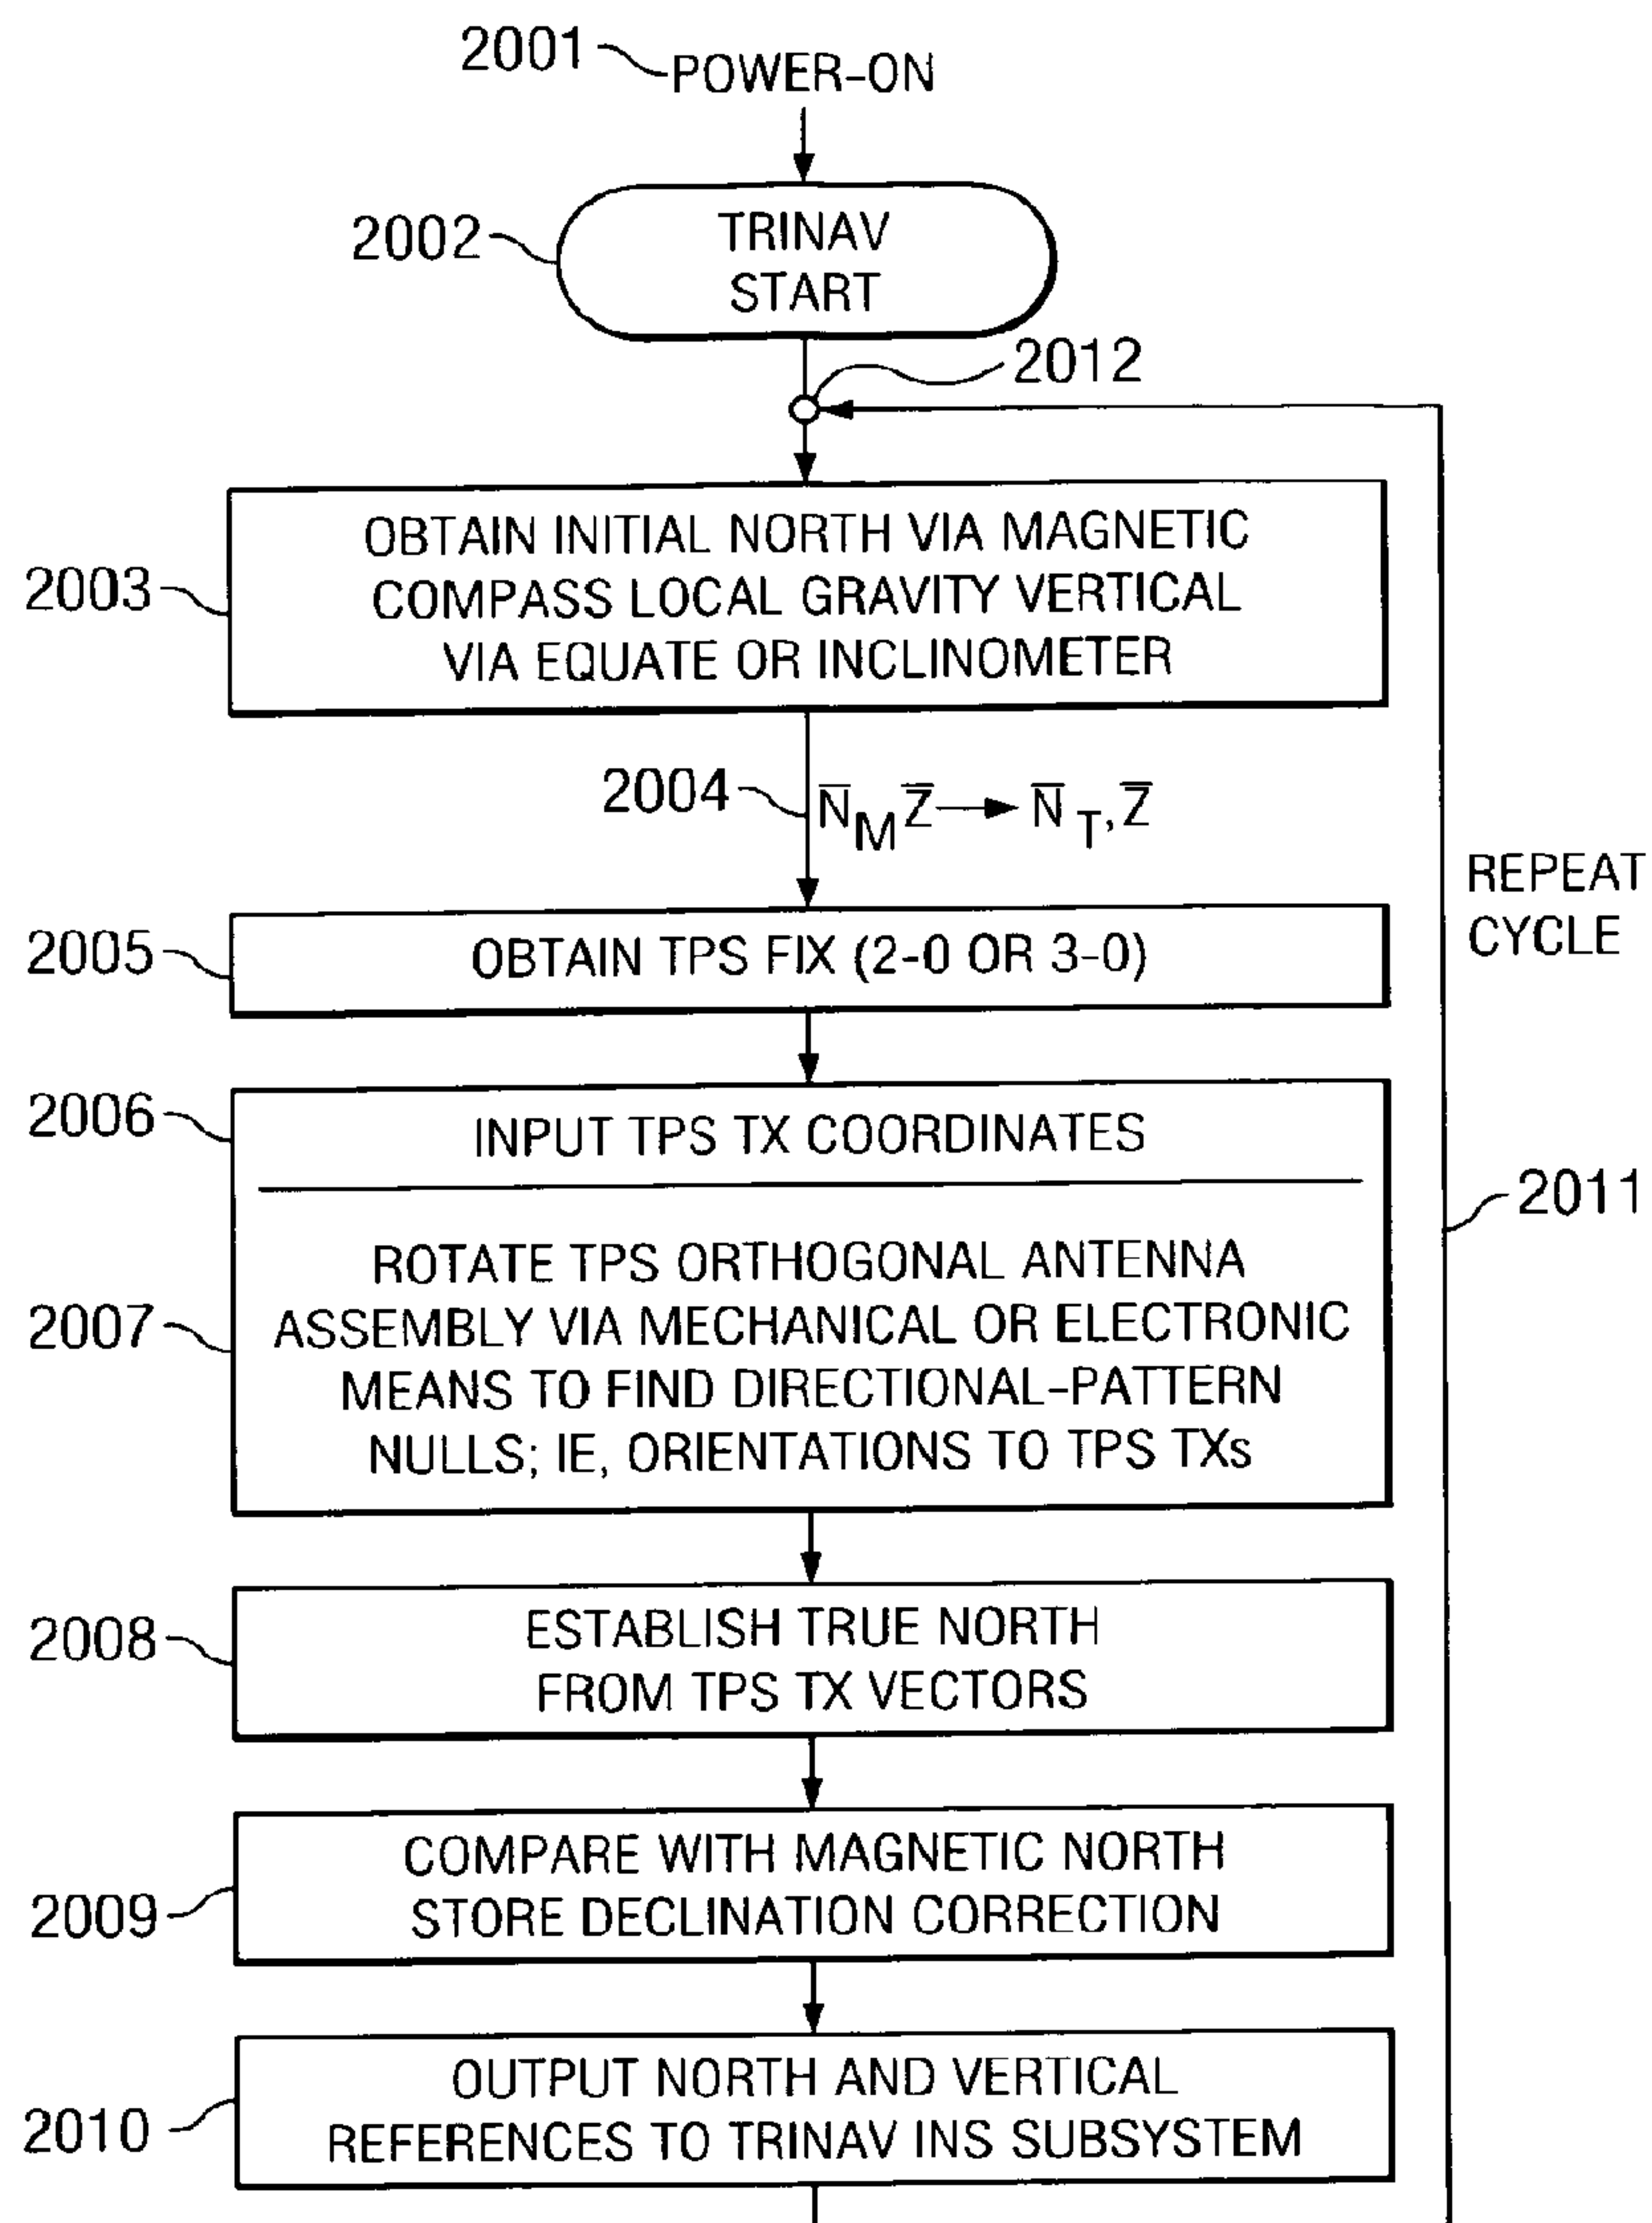 2001
POWER-ON
2002
TRINAV
START
2012
2003
OBTAIN INITIAL NORTH VIA MAGNETIC
COMPASS LOCAL GRAVITY VERTICAL
VIA EQUATE OR INCLINOMETER
2004
N̅M Z̅ → N̅T, Z̅
REPEAT
CYCLE
2005
OBTAIN TPS FIX (2-0 OR 3-0)
2006
INPUT TPS TX COORDINATES
2011
2007
ROTATE TPS ORTHOGONAL ANTENNA
ASSEMBLY VIA MECHANICAL OR ELECTRONIC
MEANS TO FIND DIRECTIONAL-PATTERN
NULLS; IE, ORIENTATIONS TO TPS TXs
2008
ESTABLISH TRUE NORTH
FROM TPS TX VECTORS
2009
COMPARE WITH MAGNETIC NORTH
STORE DECLINATION CORRECTION
2010
OUTPUT NORTH AND VERTICAL
REFERENCES TO TRINAV INS SUBSYSTEM